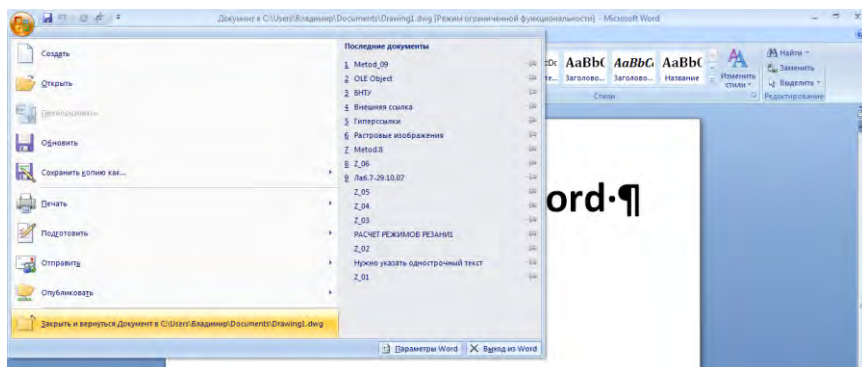 Документ в C:\Users\Владимир\Documents\Drawing1.dwg [Режим ограниченной функциональности] - Microsoft Word
Создать
Открыть
Преобразовать
Обновить
Сохранить копию как...
Печать
Подготовить
Отправить
Опубликовать
Закрыть и вернуться Документ в C:\Users\Владимир\Documents\Drawing1.dwg
Последние документы
1 Metod_09
2 OLE Object
3 БНТУ
4 Внешняя ссылка
5 Гиперссылки
6 Растровые изображения
7 Metod.8
8 Z_06
9 Лаб.7-29.10.07
Z_05
Z_04
Z_03
РАСЧЕТ РЕЖИМОВ РЕЗАНИ1
Z_02
Нужно указать однострочный текст
Z_01
Параметры Word
Выход из Word
AaBbC AaBbC AaBbC
Заголово... Заголово... Название
Изменить стили
Стили
Найти
Заменить
Выделить
Редактирование
ord·¶